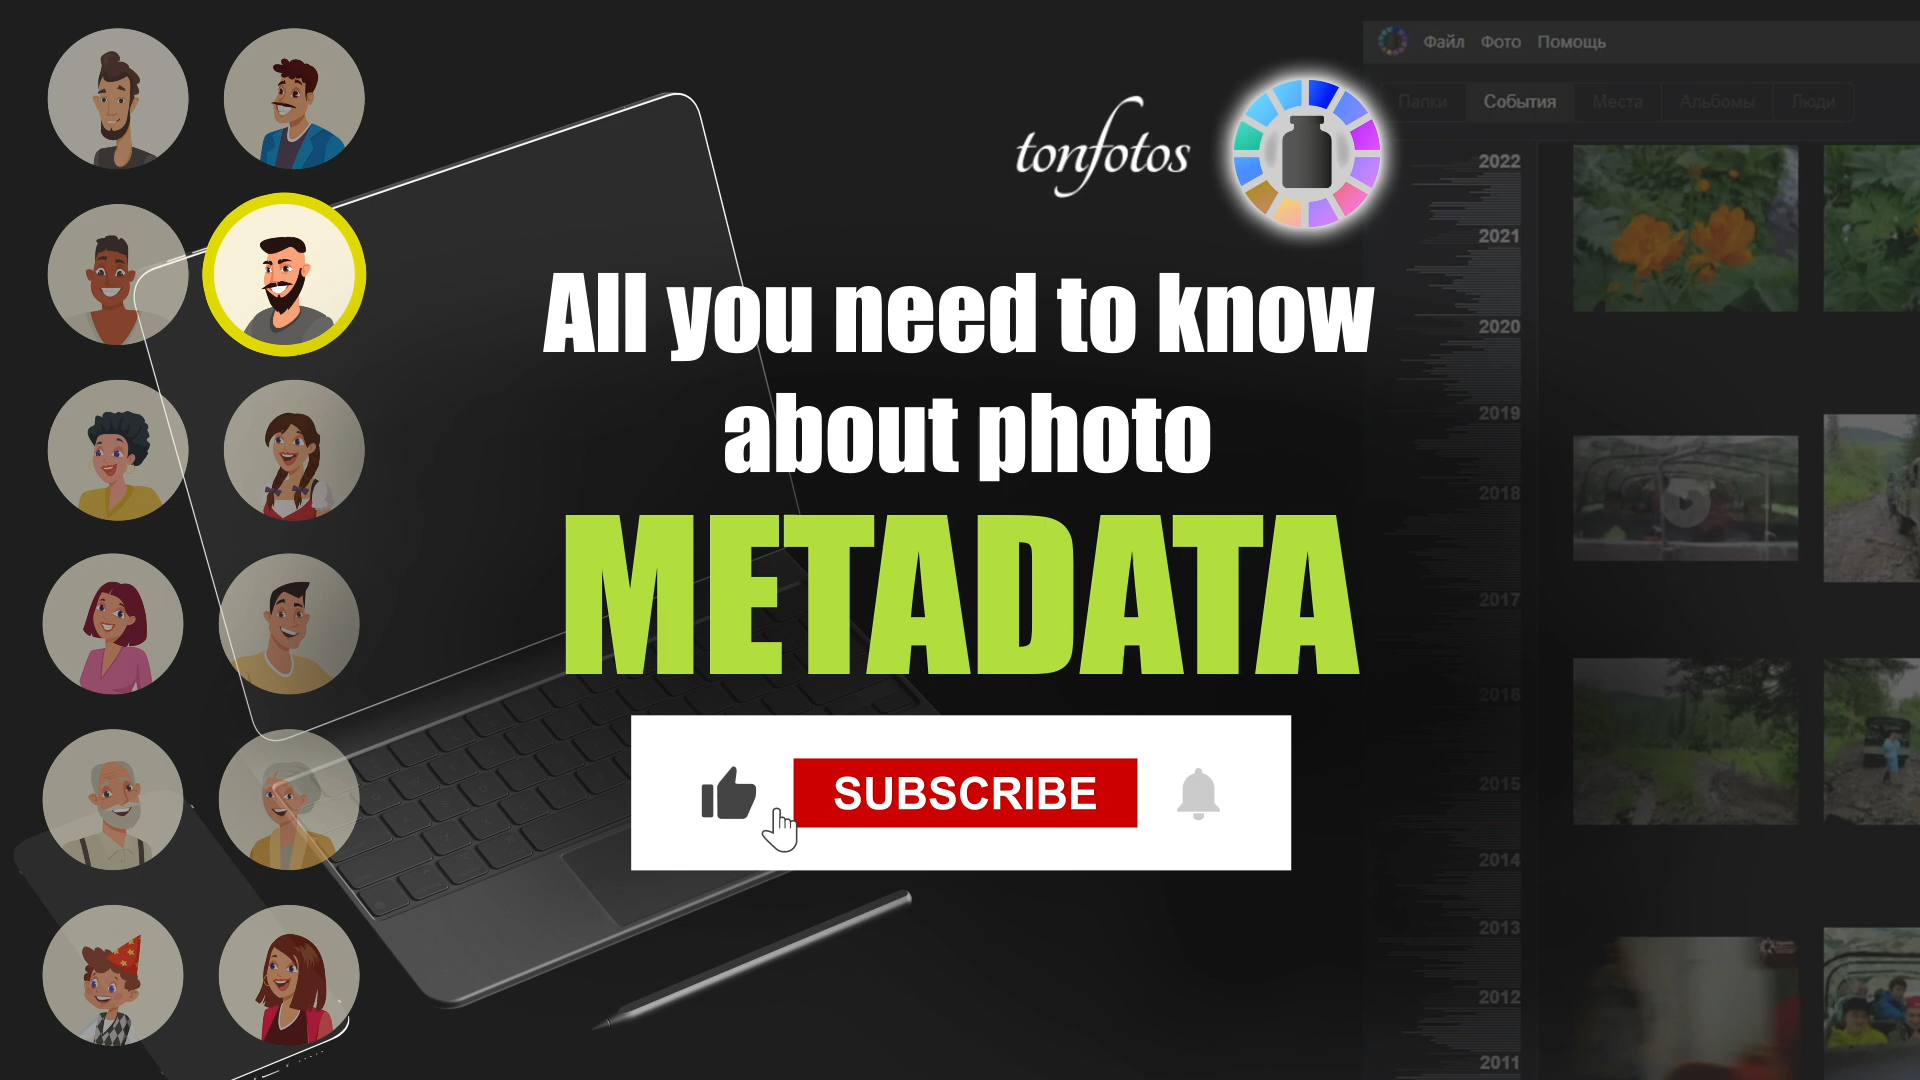 Файл Фото Помощь
tonfotos
Папки События Места Альбомы Люди
2022
2021
2020
2019
2018
2017
2016
2015
2014
2013
2012
2011
All you need to know
about photo
METADATA
SUBSCRIBE